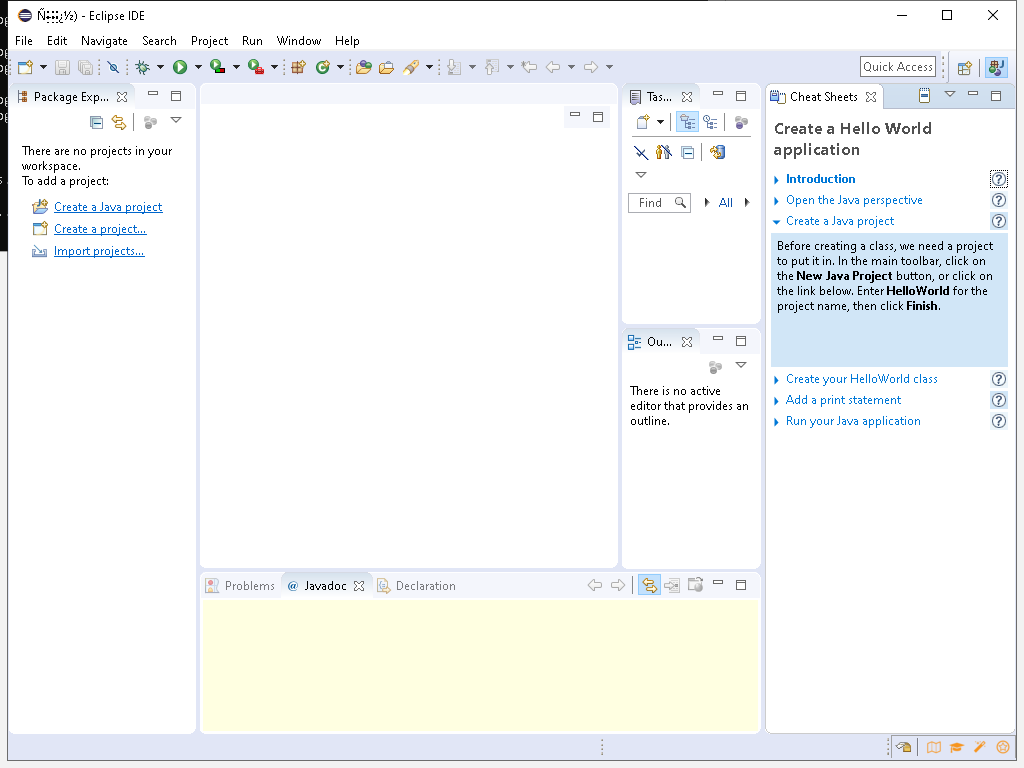 - Eclipse IDE
File Edit Navigate Search Project Run Window Help
Quick Access
Package Exp...
There are no projects in your
workspace.
To add a project:
Create a Java project
Create a project...
Import projects...
Tas...
Find
All
Ou...
There is no active
editor that provides an
outline.
Cheat Sheets
Create a Hello World
application
Introduction
Open the Java perspective
Create a Java project
Before creating a class, we need a project
to put it in. In the main toolbar, click on
the New Java Project button, or click on
the link below. Enter HelloWorld for the
project name, then click Finish.
Create your HelloWorld class
Add a print statement
Run your Java application
Problems @ Javadoc Declaration